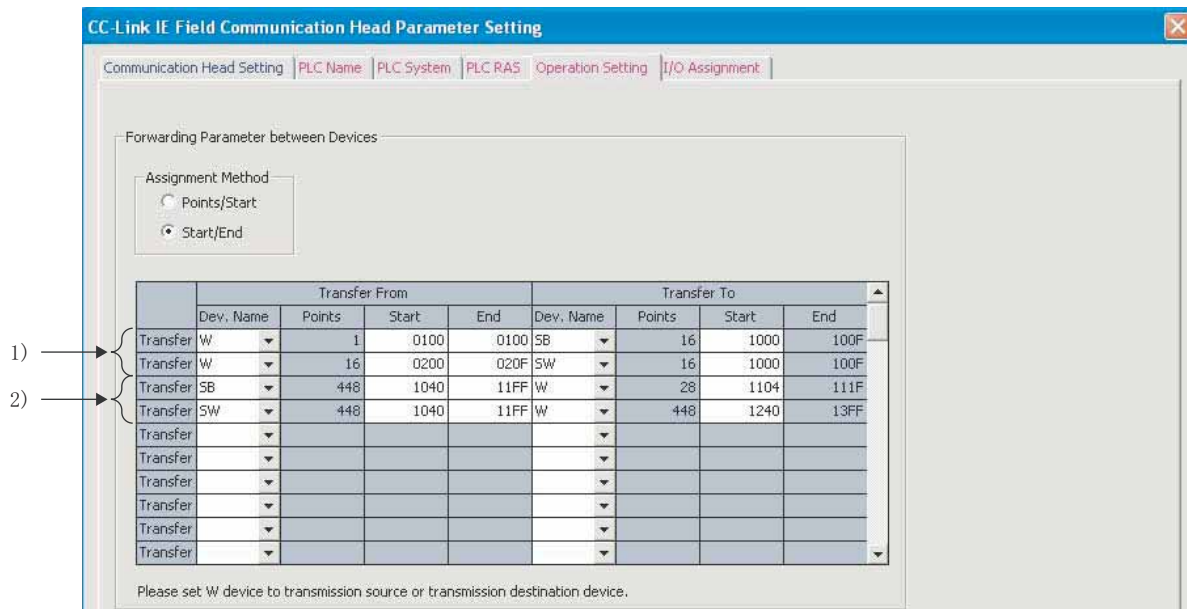 CC-Link IE Field Communication Head Parameter Setting
Communication Head Setting PLC Name PLC System PLC RAS Operation Setting I/O Assignment
Forwarding Parameter between Devices
Assignment Method
Points/Start
Start/End
Transfer From Transfer To
Dev. Name Points Start End Dev. Name Points Start End
1) Transfer W 1 0100 0100 SB 16 1000 100F
Transfer W 16 0200 020F SW 16 1000 100F
2) Transfer SB 448 1040 11FF W 28 1104 111F
Transfer SW 448 1040 11FF W 448 1240 13FF
Transfer
Transfer
Transfer
Transfer
Transfer
Transfer
Please set W device to transmission source or transmission destination device.